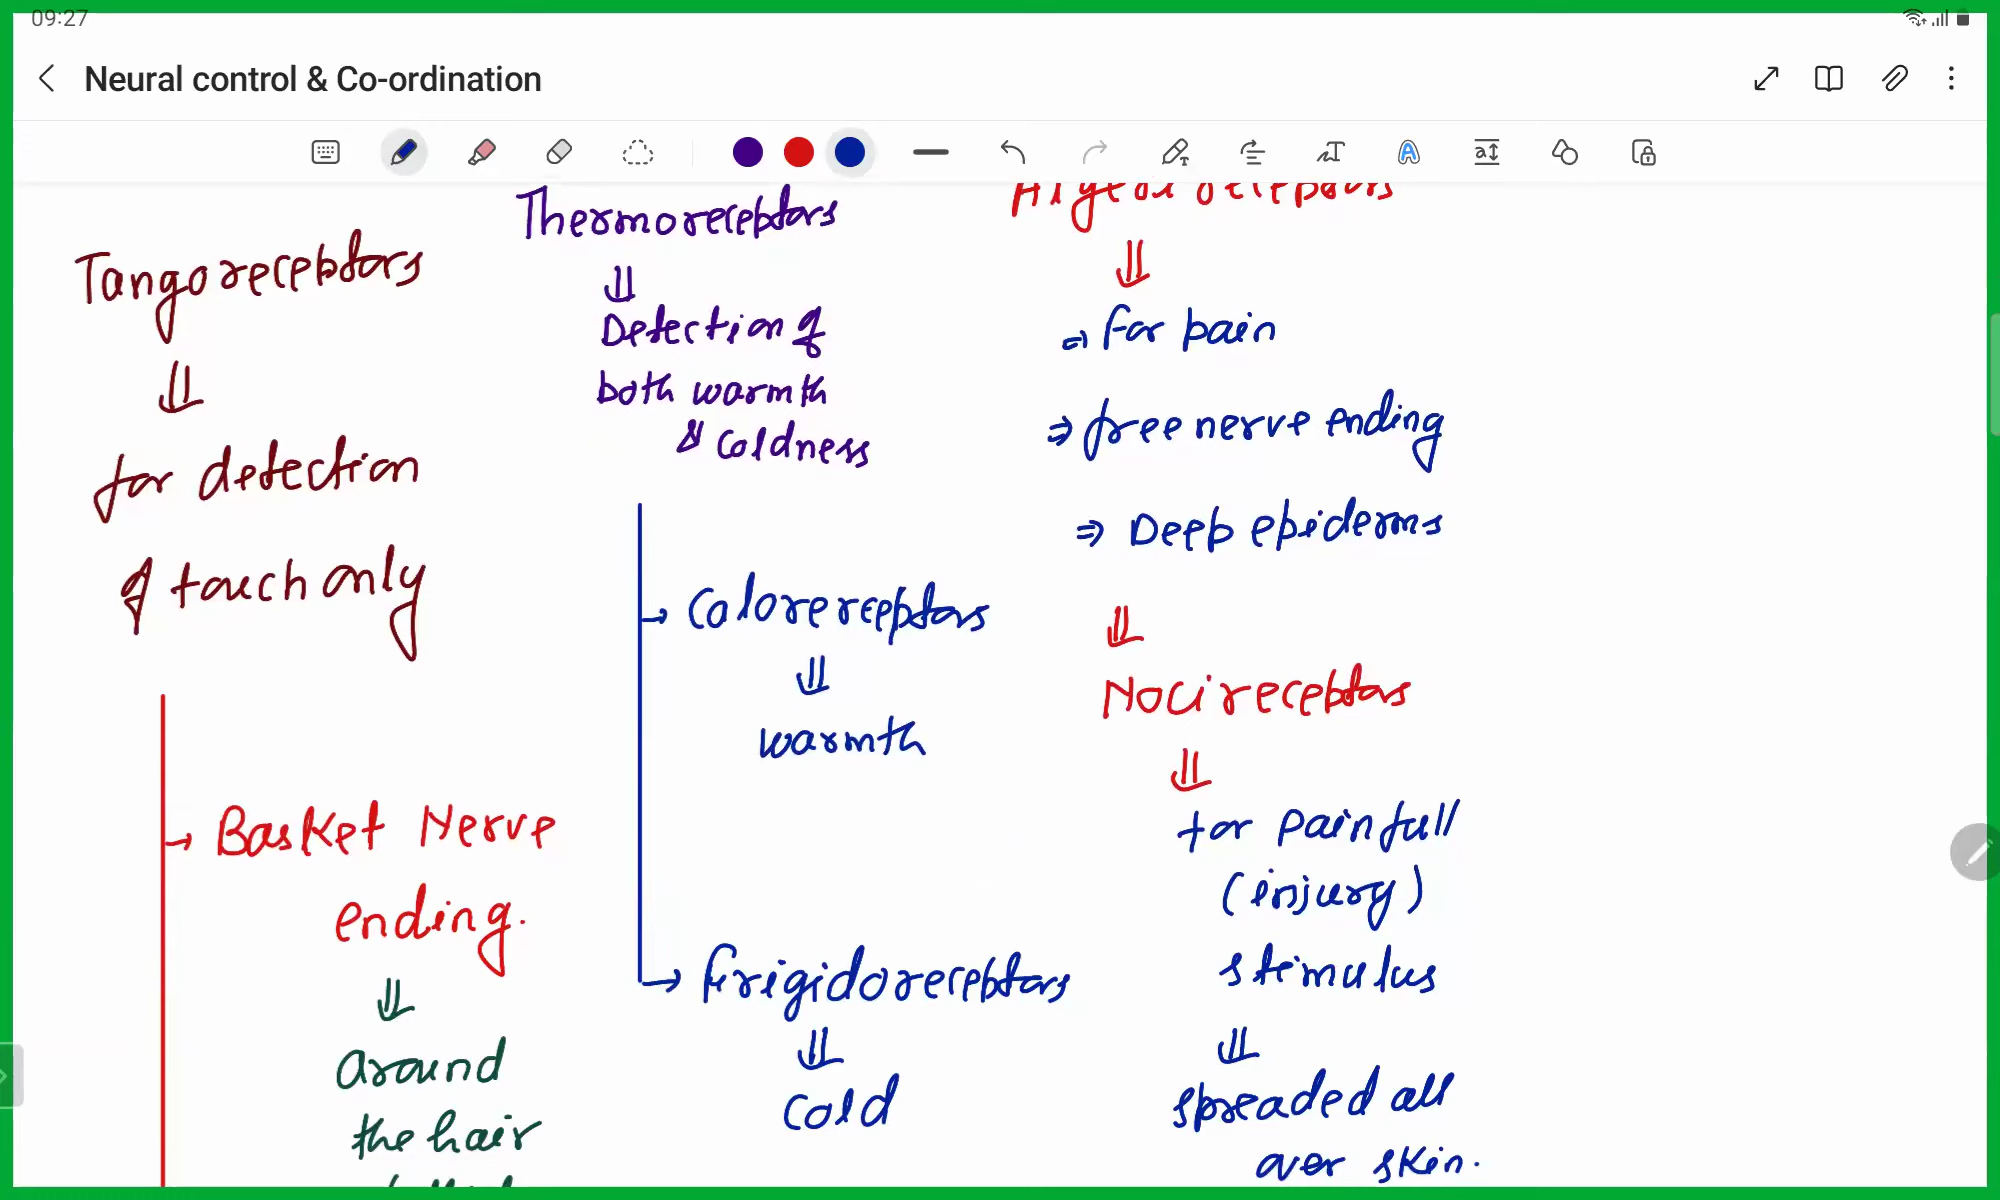 09:27
Neural control & Co-ordination
Thermoreceptors
⇓
Detection of
both warmth
& Coldness
→ Calorereceptors
⇓
warmth
→ Frigidoreceptors
⇓
Cold
Tangoreceptors
⇓
for detection
of touch only
→ Basket Nerve
ending.
⇓
Around
the hair
⇓
⇒ For pain
⇒ free nerve ending
⇒ Deep epiderms
⇓
Nocireceptors
⇓
for Painfull
(injury)
stimulus
⇓
spreaded all
over skin.